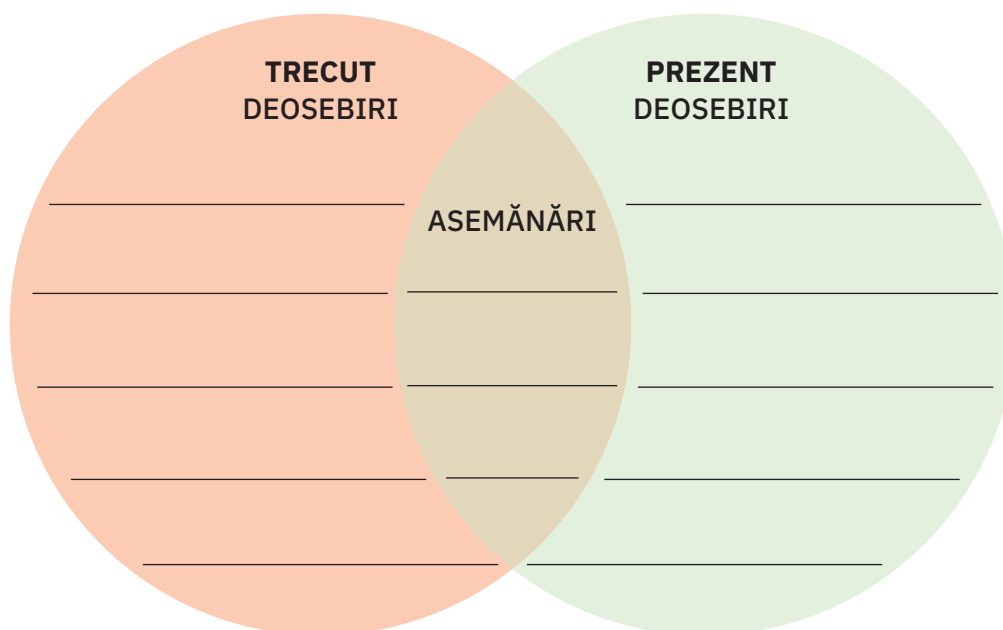 TRECUT
DEOSEBIRI
PREZENT
DEOSEBIRI
ASEMĂNĂRI